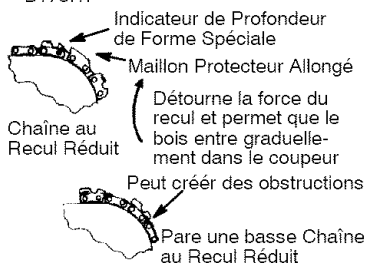 Indicateur de Profondeur
de Forme Spéciale
Maillon Protecteur Allongé
Détourne la force du
recul et permet que le
bois entre graduelle-
ment dans le coupeur
Chaîne au
Recul Réduit
Peut créér des obstructions
Pare une basse Chaîne
au Recul Réduit